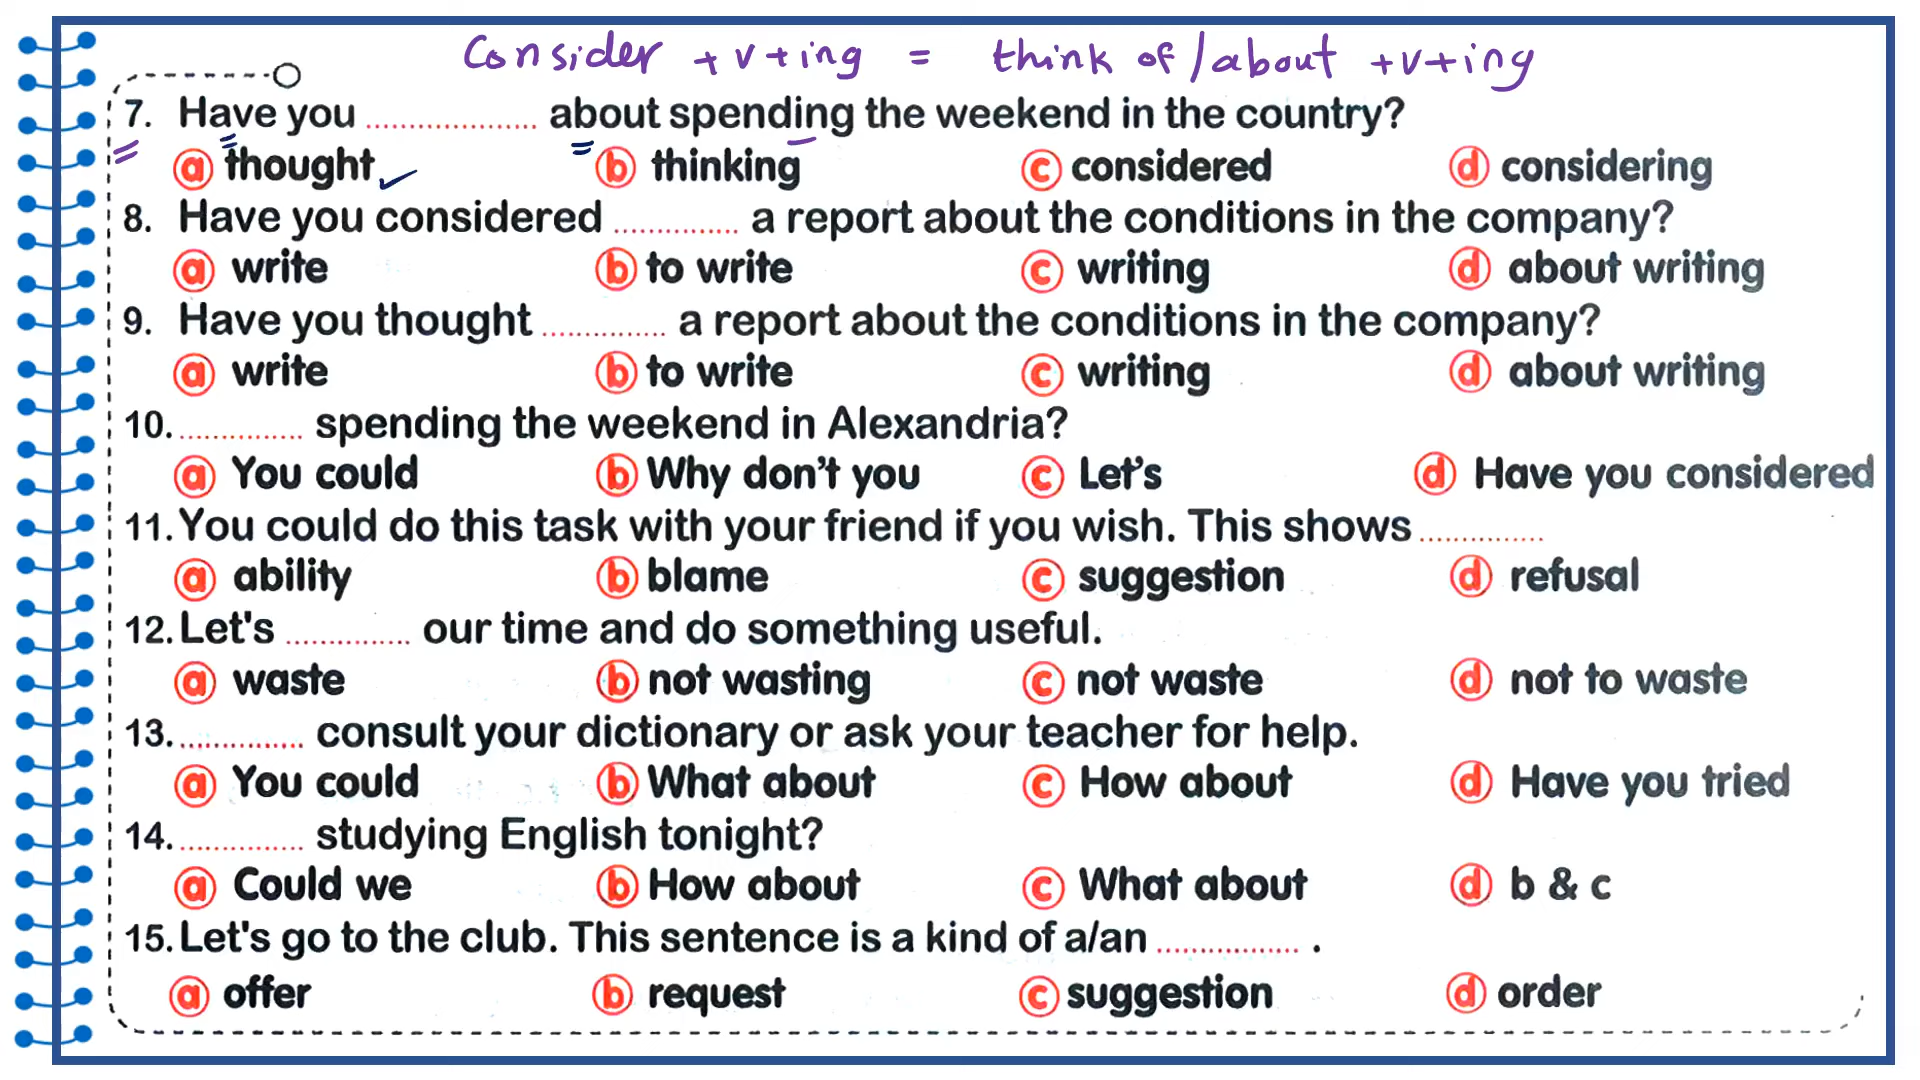 Consider +v+ing = think of/about +v+ing
7. Have you .................. about spending the weekend in the country?
a thought ✓ b thinking c considered d considering
8. Have you considered .............. a report about the conditions in the company?
a write b to write c writing d about writing
9. Have you thought .............. a report about the conditions in the company?
a write b to write c writing d about writing
10. .............. spending the weekend in Alexandria?
a You could b Why don't you c Let's d Have you considered
11. You could do this task with your friend if you wish. This shows ..............
a ability b blame c suggestion d refusal
12. Let's .............. our time and do something useful.
a waste b not wasting c not waste d not to waste
13. .............. consult your dictionary or ask your teacher for help.
a You could b What about c How about d Have you tried
14. .............. studying English tonight?
a Could we b How about c What about d b & c
15. Let's go to the club. This sentence is a kind of a/an ................ .
a offer b request c suggestion d order